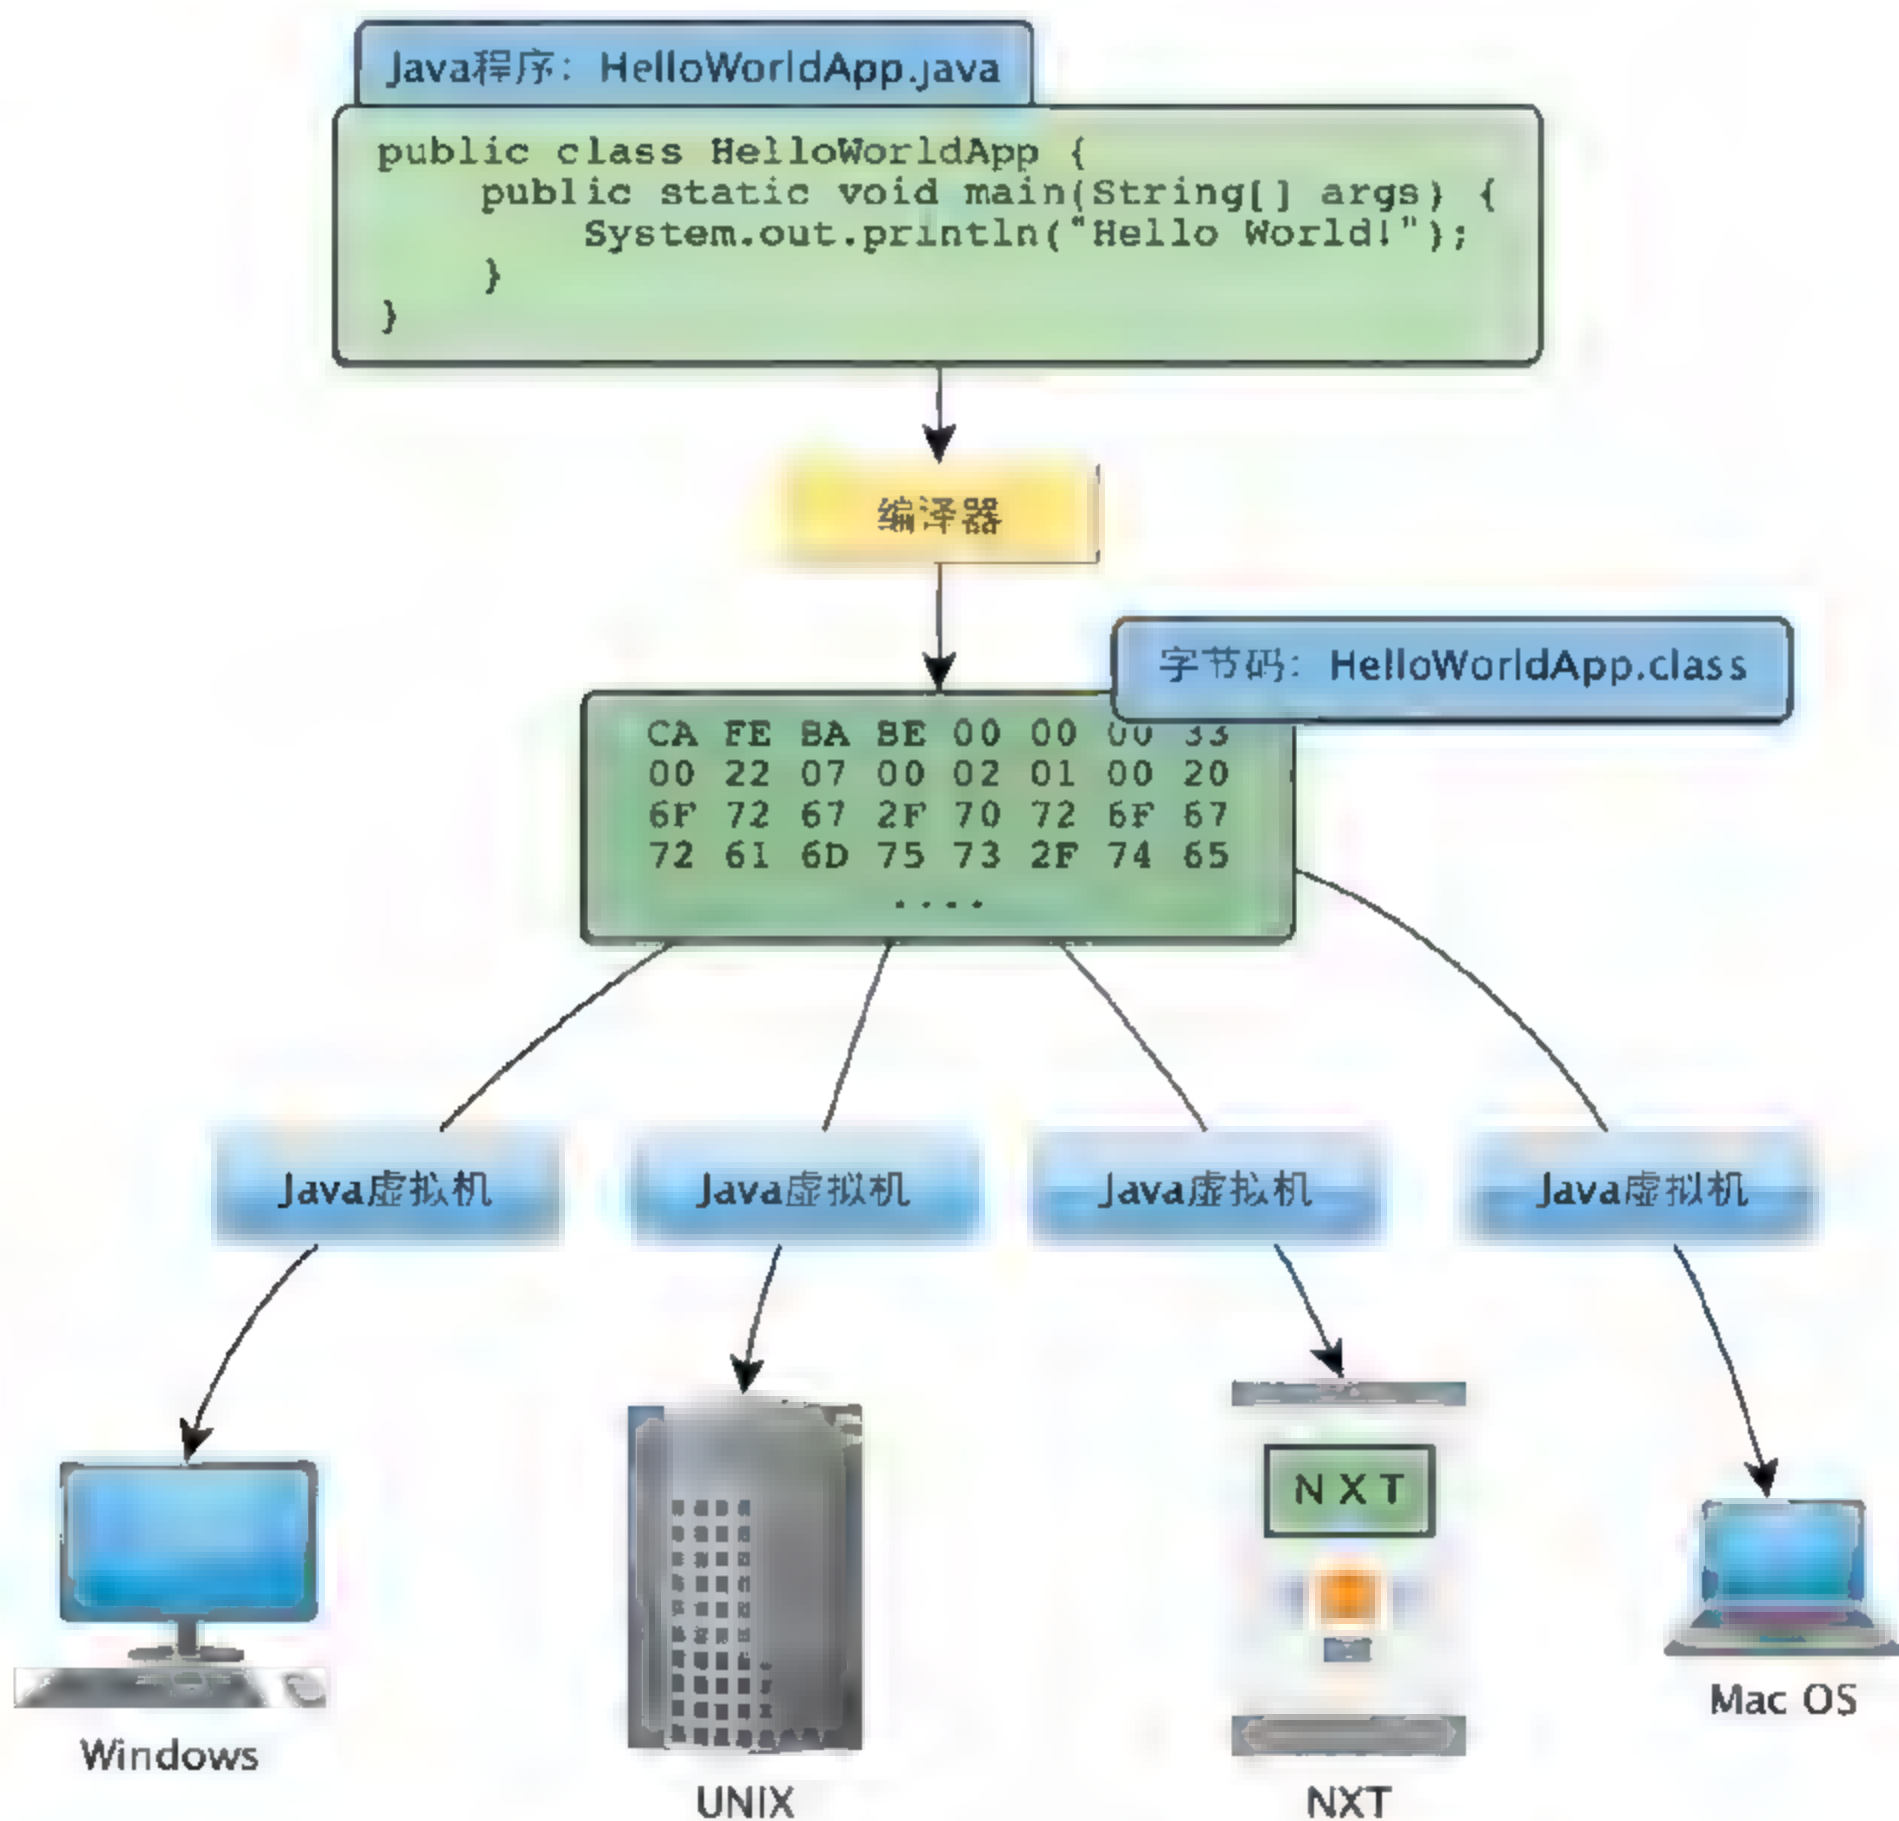 Java程序：HelloWorldApp.java
public class HelloWorldApp {
public static void main(String[] args) {
System.out.println("Hello World!");
}
}
编译器
字节码：HelloWorldApp.class
CA FE BA BE 00 00 00 33
00 22 07 00 02 01 00 20
6F 72 67 2F 70 72 6F 67
72 61 6D 75 73 2F 74 65
....
Java虚拟机
Java虚拟机
Java虚拟机
Java虚拟机
NXT
Windows
UNIX
NXT
Mac OS